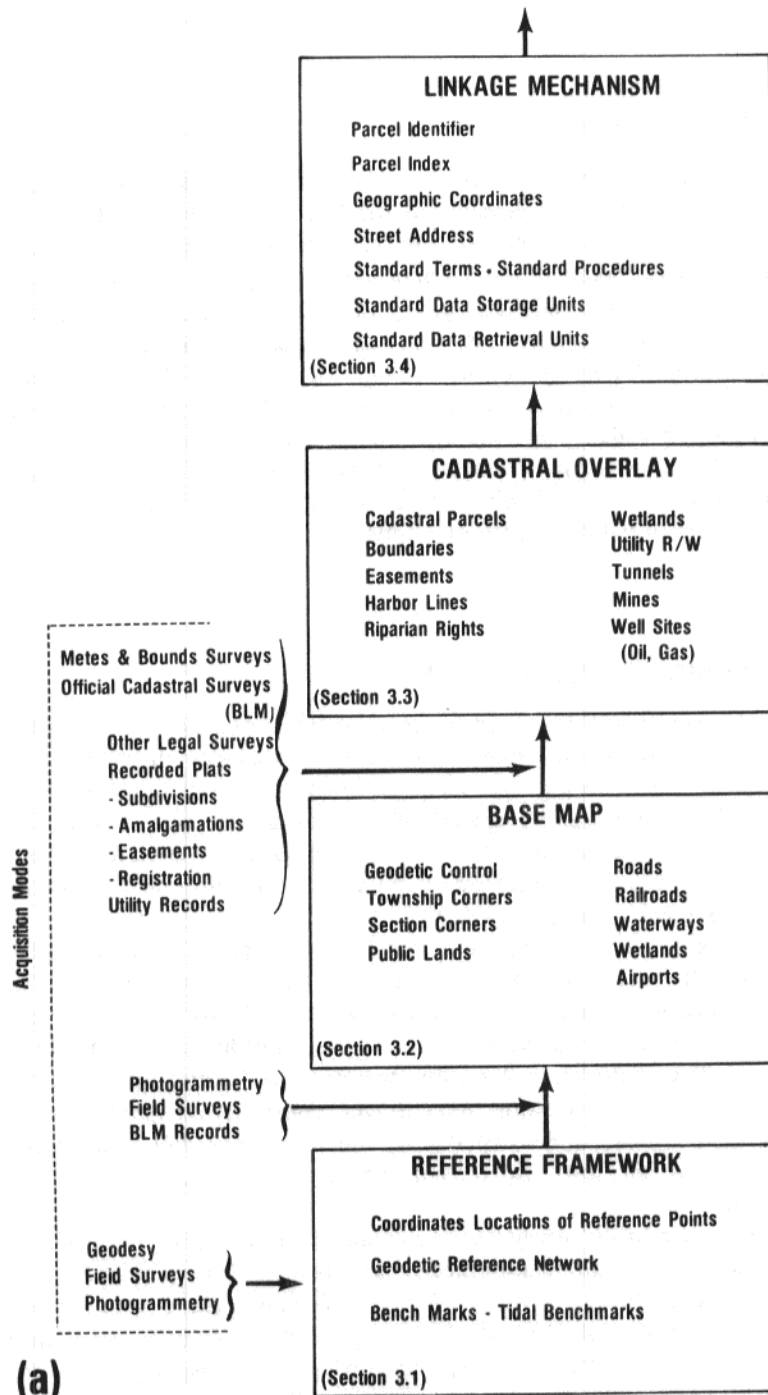 LINKAGE MECHANISM
Parcel Identifier
Parcel Index
Geographic Coordinates
Street Address
Standard Terms - Standard Procedures
Standard Data Storage Units
Standard Data Retrieval Units
(Section 3.4)
CADASTRAL OVERLAY
Cadastral Parcels
Boundaries
Easements
Harbor Lines
Riparian Rights
Wetlands
Utility R/W
Tunnels
Mines
Well Sites
(Oil, Gas)
(Section 3.3)
Acquisition Modes
Metes & Bounds Surveys
Official Cadastral Surveys
(BLM)
Other Legal Surveys
Recorded Plats
- Subdivisions
- Amalgamations
- Easements
- Registration
Utility Records
BASE MAP
Geodetic Control
Township Corners
Section Corners
Public Lands
Roads
Railroads
Waterways
Wetlands
Airports
(Section 3.2)
Photogrammetry
Field Surveys
BLM Records
REFERENCE FRAMEWORK
Coordinates Locations of Reference Points
Geodetic Reference Network
Bench Marks - Tidal Benchmarks
(Section 3.1)
Geodesy
Field Surveys
Photogrammetry
(a)